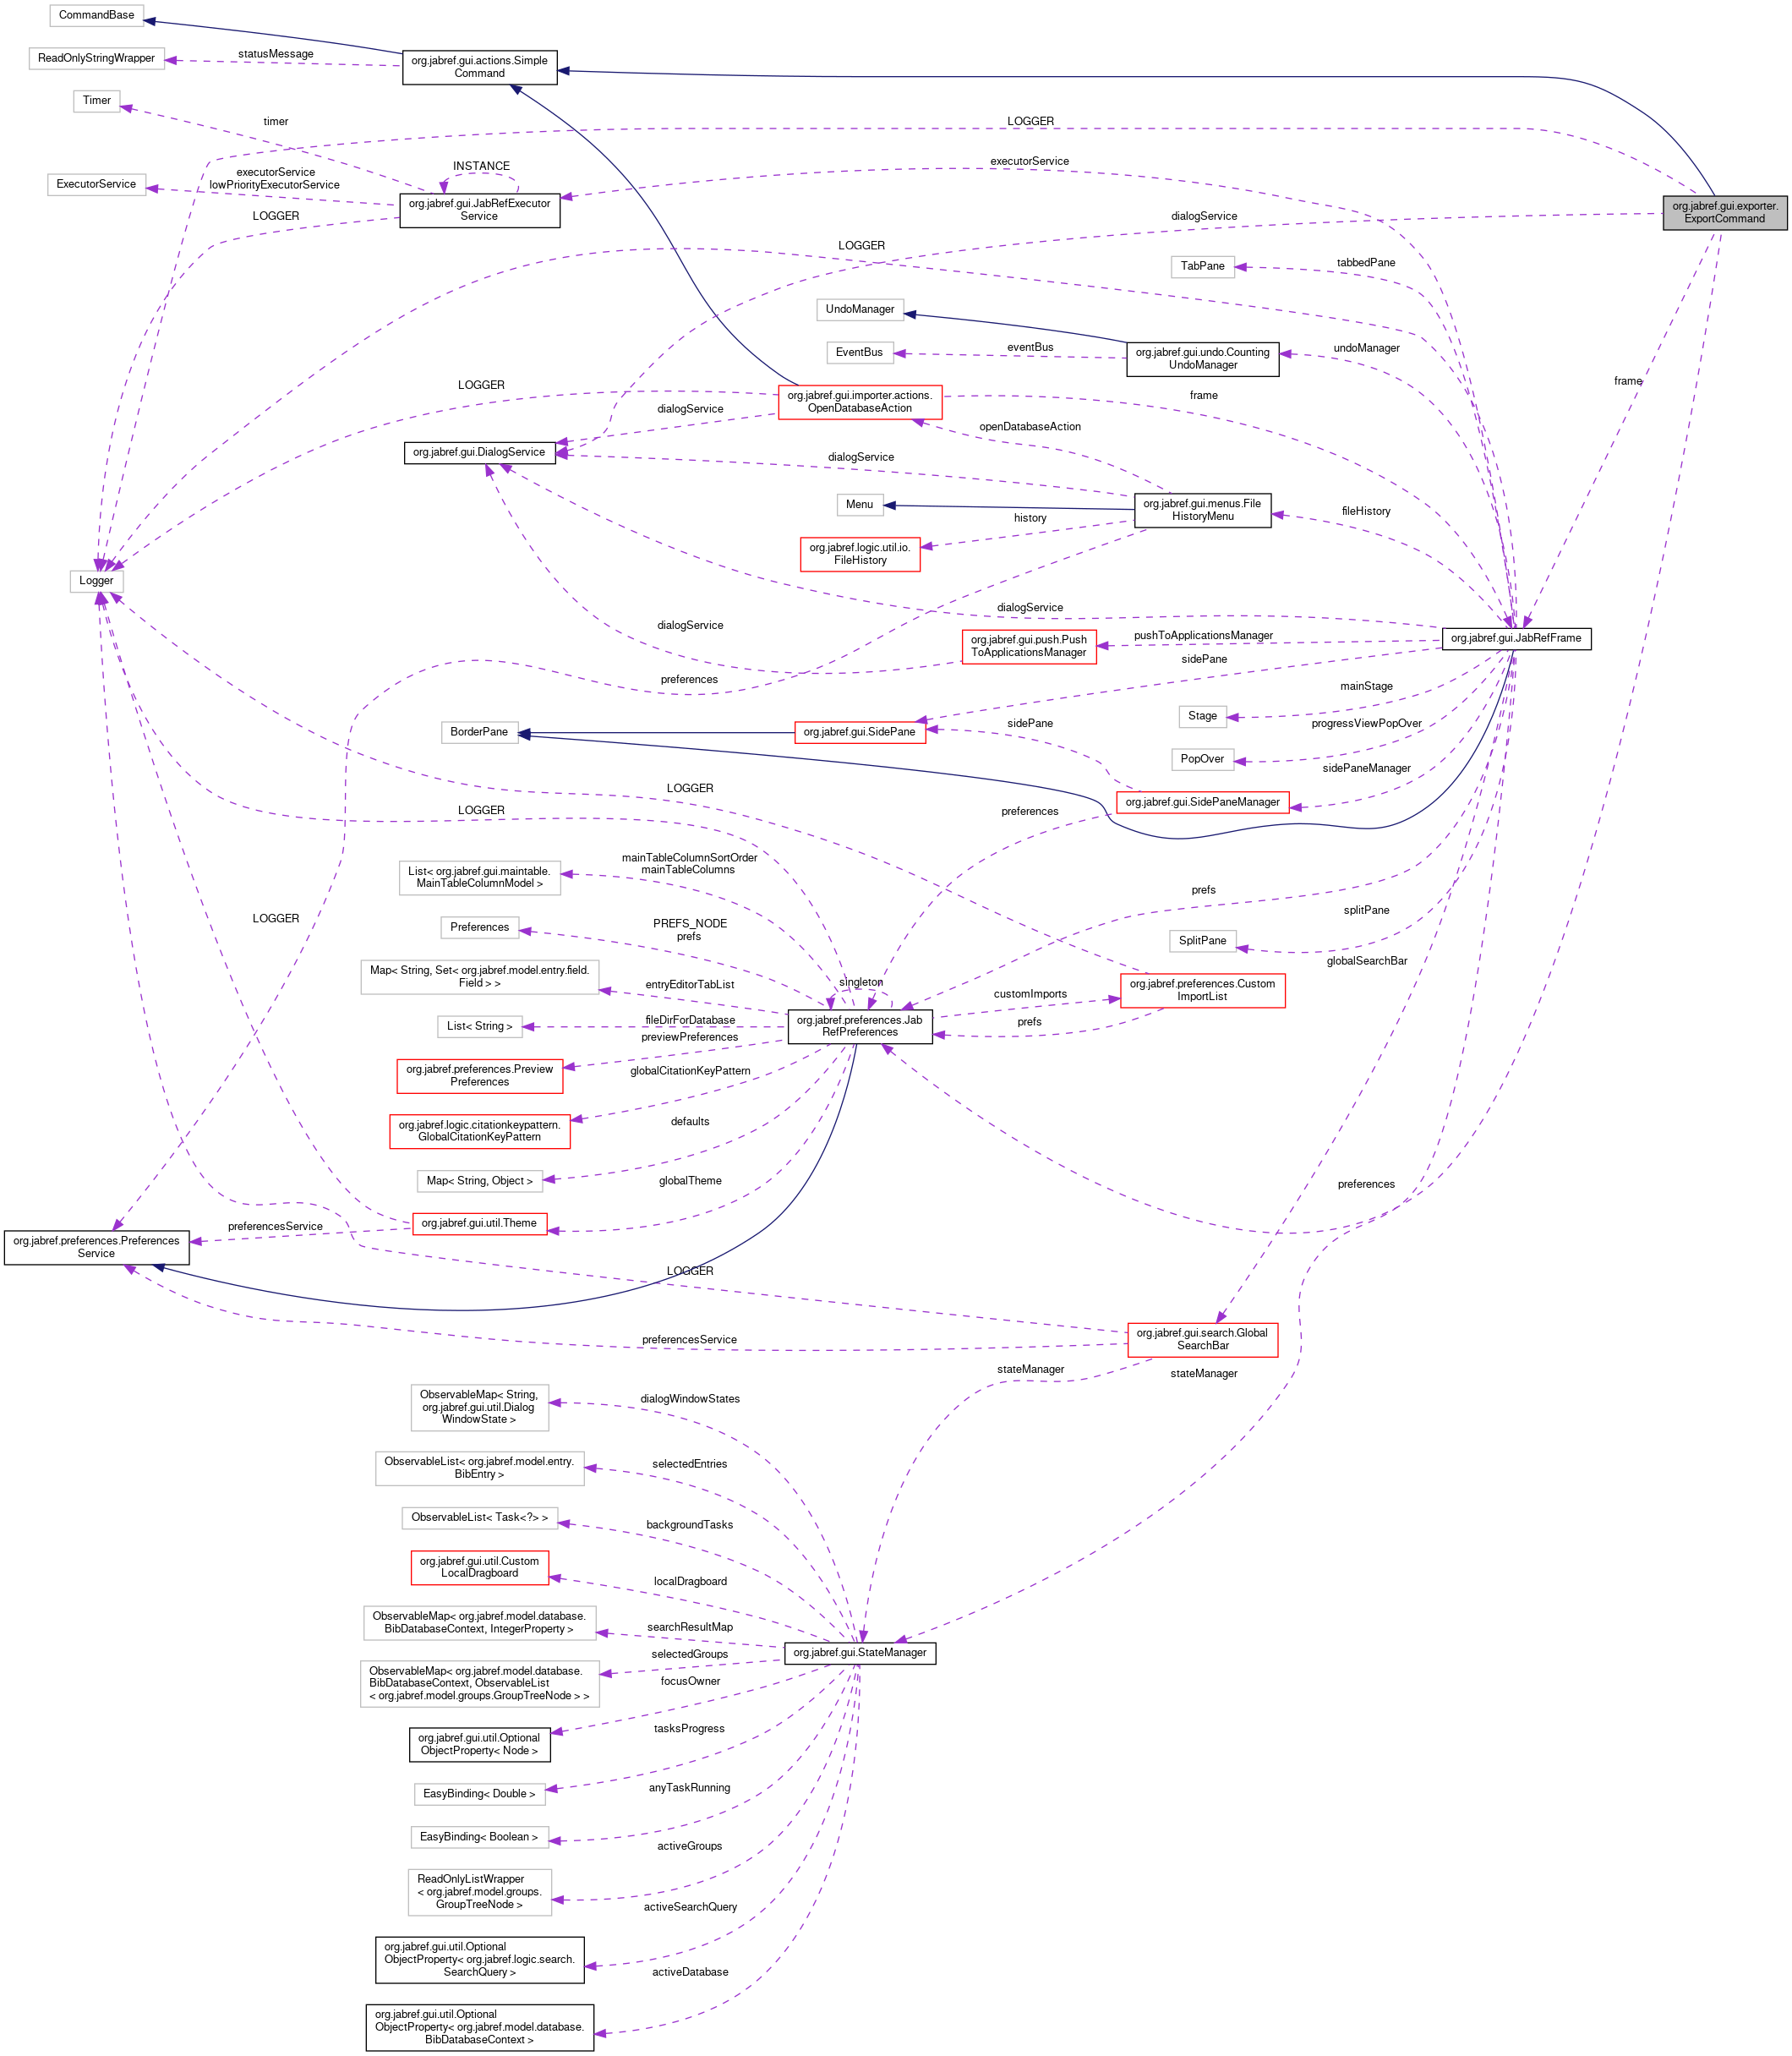 CommandBase
ReadOnlyStringWrapper
statusMessage
org.jabref.gui.actions.Simple
Command
Timer
timer
LOGGER
ExecutorService
executorService
lowPriorityExecutorService
INSTANCE
org.jabref.gui.JabRefExecutor
Service
executorService
org.jabref.gui.exporter.
ExportCommand
LOGGER
dialogService
LOGGER
TabPane
tabbedPane
UndoManager
EventBus
eventBus
org.jabref.gui.undo.Counting
UndoManager
undoManager
frame
LOGGER
org.jabref.gui.importer.actions.
OpenDatabaseAction
frame
dialogService
openDatabaseAction
org.jabref.gui.DialogService
dialogService
Menu
org.jabref.gui.menus.File
HistoryMenu
fileHistory
history
org.jabref.logic.util.io.
FileHistory
Logger
dialogService
dialogService
org.jabref.gui.push.Push
ToApplicationsManager
pushToApplicationsManager
org.jabref.gui.JabRefFrame
sidePane
preferences
mainStage
Stage
BorderPane
org.jabref.gui.SidePane
sidePane
progressViewPopOver
PopOver
sidePaneManager
LOGGER
org.jabref.gui.SidePaneManager
LOGGER
preferences
List< org.jabref.gui.maintable.
MainTableColumnModel >
mainTableColumnSortOrder
mainTableColumns
prefs
LOGGER
Preferences
PREFS_NODE
prefs
splitPane
SplitPane
Map< String, Set< org.jabref.model.entry.field.
Field > >
entryEditorTabList
singleton
globalSearchBar
org.jabref.preferences.Custom
ImportList
customImports
List< String >
fileDirForDatabase
org.jabref.preferences.Jab
RefPreferences
prefs
previewPreferences
org.jabref.preferences.Preview
Preferences
globalCitationKeyPattern
org.jabref.logic.citationkeypattern.
GlobalCitationKeyPattern
defaults
Map< String, Object >
globalTheme
preferences
org.jabref.gui.util.Theme
preferencesService
org.jabref.preferences.Preferences
Service
LOGGER
preferencesService
org.jabref.gui.search.Global
SearchBar
stateManager
stateManager
ObservableMap< String,
org.jabref.gui.util.Dialog
WindowState >
dialogWindowStates
ObservableList< org.jabref.model.entry.
BibEntry >
selectedEntries
ObservableList< Task<?> >
backgroundTasks
org.jabref.gui.util.Custom
LocalDragboard
localDragboard
ObservableMap< org.jabref.model.database.
BibDatabaseContext, IntegerProperty >
searchResultMap
org.jabref.gui.StateManager
ObservableMap< org.jabref.model.database.
BibDatabaseContext, ObservableList
< org.jabref.model.groups.GroupTreeNode > >
selectedGroups
focusOwner
org.jabref.gui.util.Optional
ObjectProperty< Node >
tasksProgress
EasyBinding< Double >
anyTaskRunning
EasyBinding< Boolean >
activeGroups
ReadOnlyListWrapper
< org.jabref.model.groups.
GroupTreeNode >
activeSearchQuery
org.jabref.gui.util.Optional
ObjectProperty< org.jabref.logic.search.
SearchQuery >
activeDatabase
org.jabref.gui.util.Optional
ObjectProperty< org.jabref.model.database.
BibDatabaseContext >